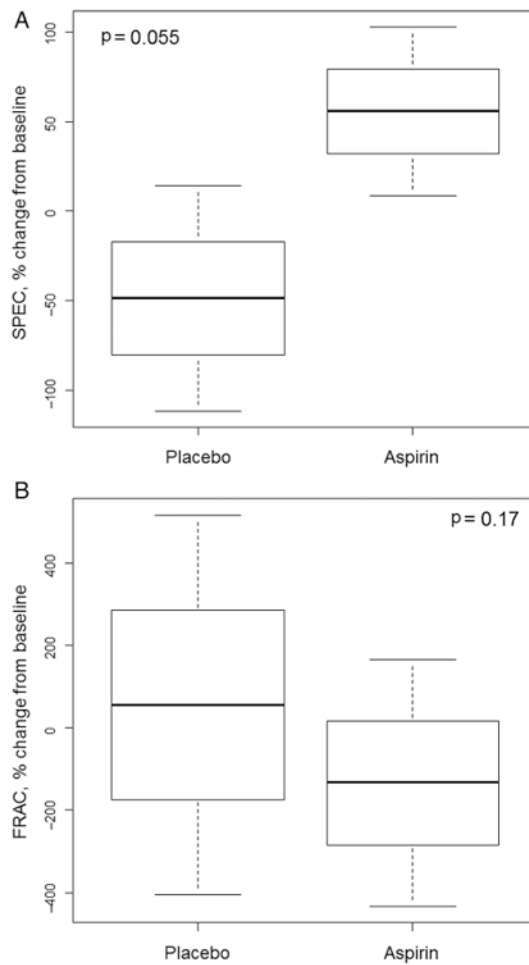 A
p = 0.055
SPEC, % change from baseline
100
50
0
−50
−100
Placebo Aspirin
B
p = 0.17
FRAC, % change from baseline
400
200
0
−200
−400
Placebo Aspirin